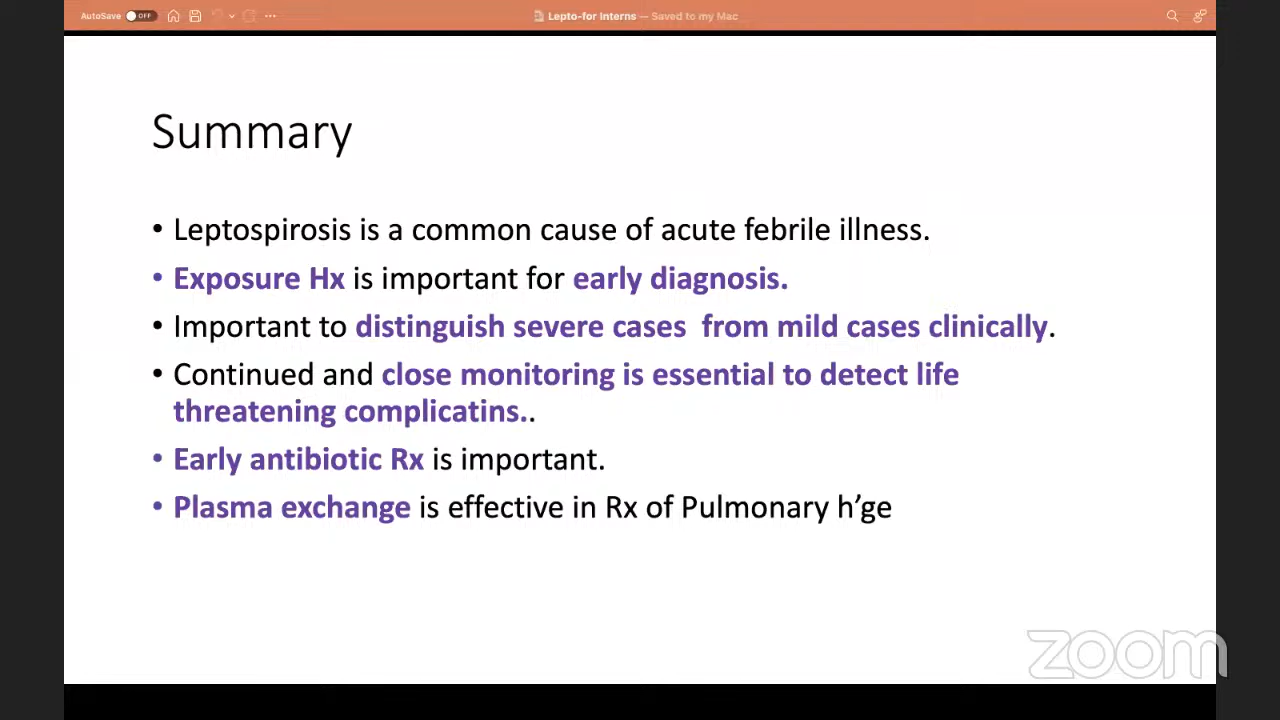 AutoSave OFF
Lepto-for Interns — Saved to my Mac
Summary
• Leptospirosis is a common cause of acute febrile illness.
• Exposure Hx is important for early diagnosis.
• Important to distinguish severe cases  from mild cases clinically.
• Continued and close monitoring is essential to detect life
threatening complicatins..
• Early antibiotic Rx is important.
• Plasma exchange is effective in Rx of Pulmonary h’ge
zoom